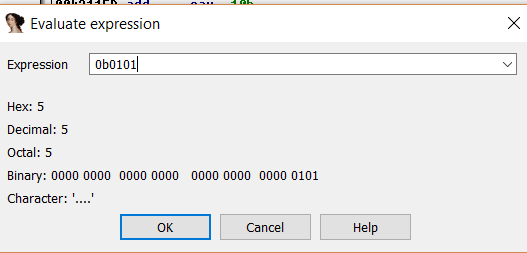 add
Evaluate expression
Expression 0b0101
Hex: 5
Decimal: 5
Octal: 5
Binary: 0000 0000 0000 0000 0000 0000 0000 0101
Character: '....'
OK Cancel Help